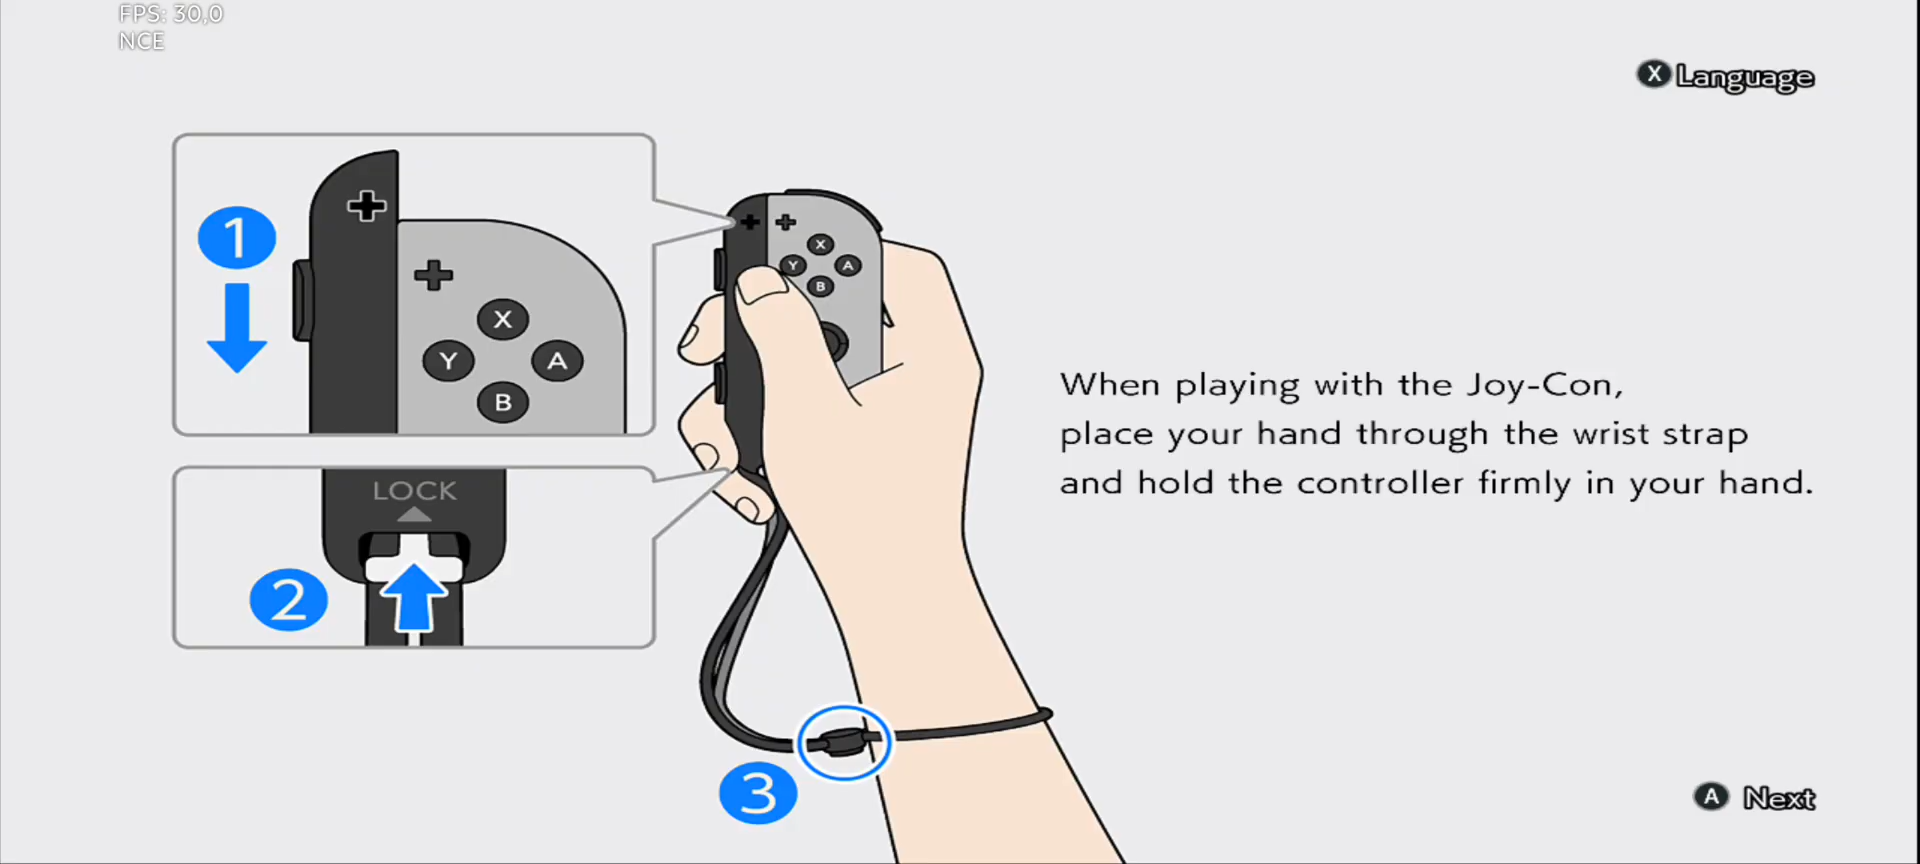 FPS: 30,0
NCE
X Language
1
X
Y A
B
X
Y A
B
LOCK
2
3
When playing with the Joy-Con,
place your hand through the wrist strap
and hold the controller firmly in your hand.
A Next